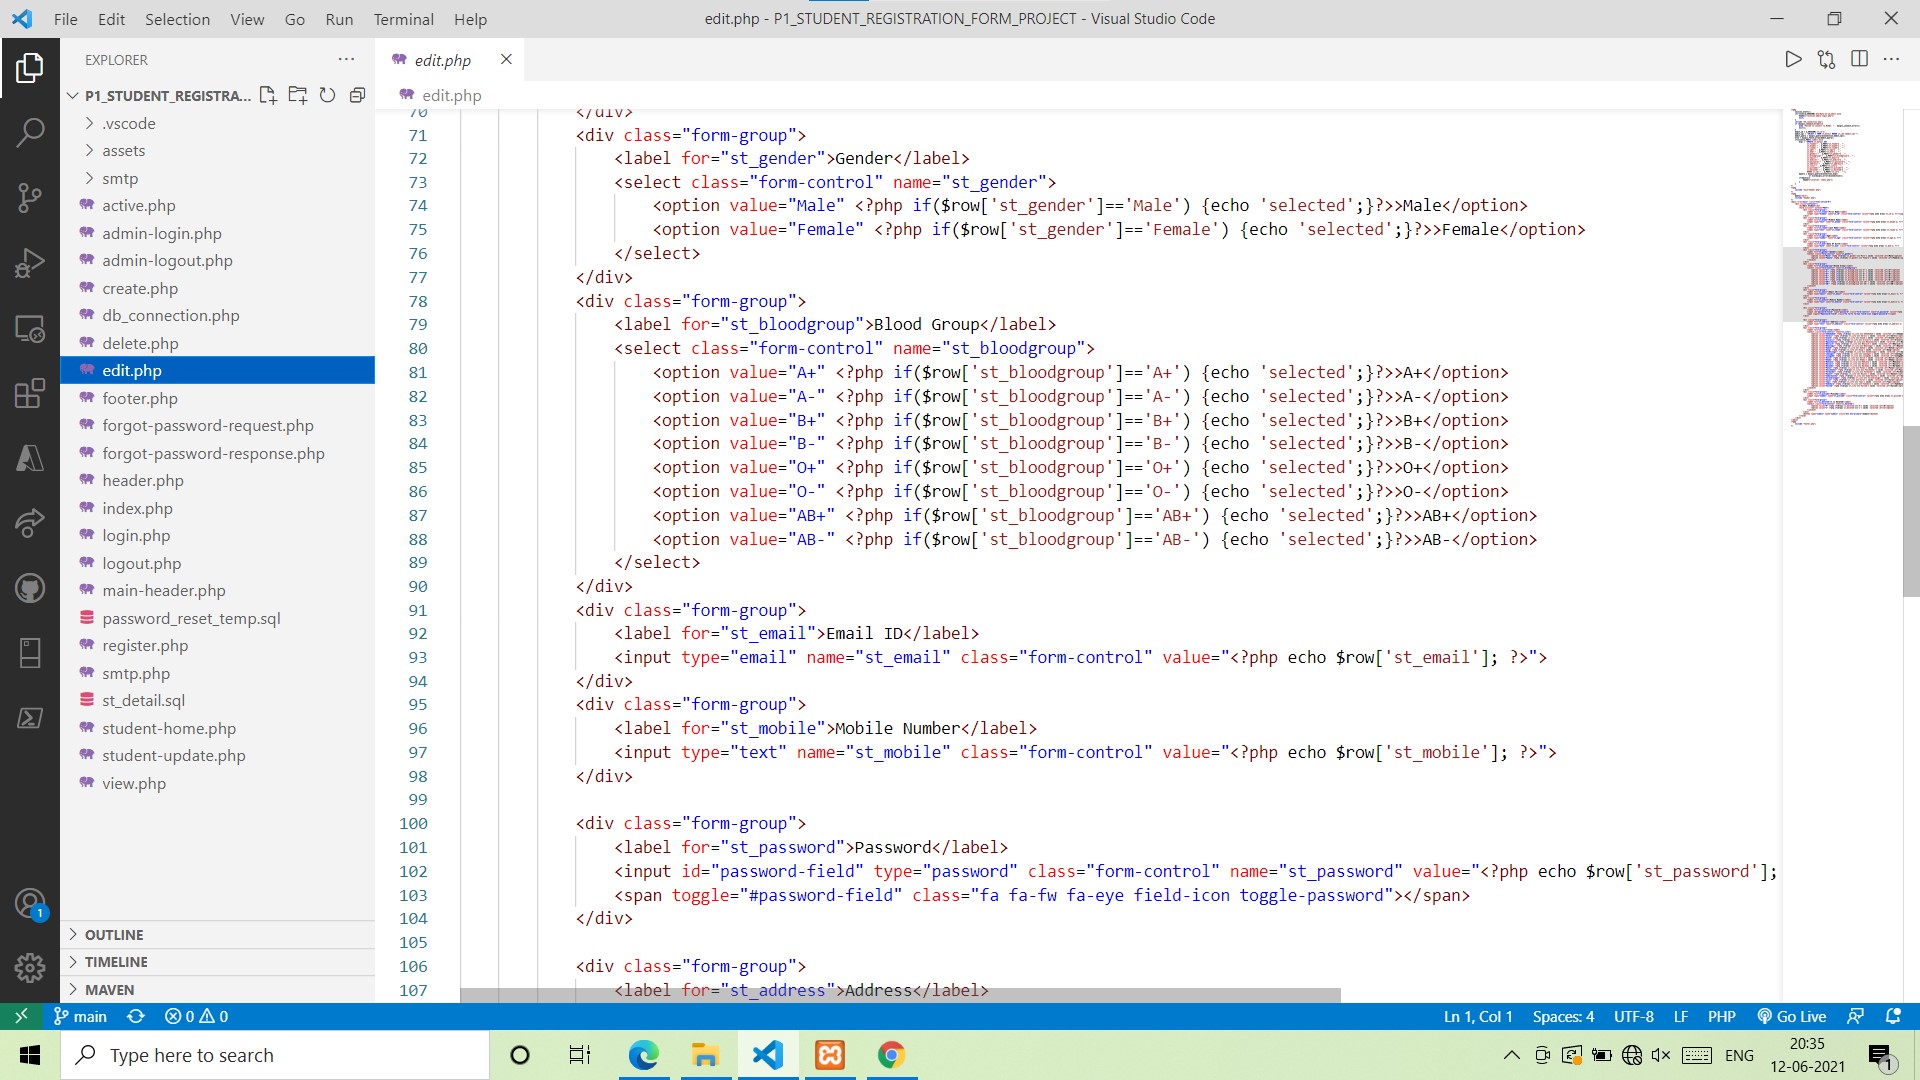 File Edit Selection View Go Run Terminal Help
edit.php - P1_STUDENT_REGISTRATION_FORM_PROJECT - Visual Studio Code
EXPLORER
P1_STUDENT_REGISTRA...
.vscode
assets
smtp
active.php
admin-login.php
admin-logout.php
create.php
db_connection.php
delete.php
edit.php
footer.php
forgot-password-request.php
forgot-password-response.php
header.php
index.php
login.php
logout.php
main-header.php
password_reset_temp.sql
register.php
smtp.php
st_detail.sql
student-home.php
student-update.php
view.php
OUTLINE
TIMELINE
MAVEN
edit.php
edit.php
70 </div>
71 <div class="form-group">
72 <label for="st_gender">Gender</label>
73 <select class="form-control" name="st_gender">
74 <option value="Male" <?php if($row['st_gender']=='Male') {echo 'selected';}?>>Male</option>
75 <option value="Female" <?php if($row['st_gender']=='Female') {echo 'selected';}?>>Female</option>
76 </select>
77 </div>
78 <div class="form-group">
79 <label for="st_bloodgroup">Blood Group</label>
80 <select class="form-control" name="st_bloodgroup">
81 <option value="A+" <?php if($row['st_bloodgroup']=='A+') {echo 'selected';}?>>A+</option>
82 <option value="A-" <?php if($row['st_bloodgroup']=='A-') {echo 'selected';}?>>A-</option>
83 <option value="B+" <?php if($row['st_bloodgroup']=='B+') {echo 'selected';}?>>B+</option>
84 <option value="B-" <?php if($row['st_bloodgroup']=='B-') {echo 'selected';}?>>B-</option>
85 <option value="O+" <?php if($row['st_bloodgroup']=='O+') {echo 'selected';}?>>O+</option>
86 <option value="O-" <?php if($row['st_bloodgroup']=='O-') {echo 'selected';}?>>O-</option>
87 <option value="AB+" <?php if($row['st_bloodgroup']=='AB+') {echo 'selected';}?>>AB+</option>
88 <option value="AB-" <?php if($row['st_bloodgroup']=='AB-') {echo 'selected';}?>>AB-</option>
89 </select>
90 </div>
91 <div class="form-group">
92 <label for="st_email">Email ID</label>
93 <input type="email" name="st_email" class="form-control" value="<?php echo $row['st_email']; ?>">
94 </div>
95 <div class="form-group">
96 <label for="st_mobile">Mobile Number</label>
97 <input type="text" name="st_mobile" class="form-control" value="<?php echo $row['st_mobile']; ?>">
98 </div>
99
100 <div class="form-group">
101 <label for="st_password">Password</label>
102 <input id="password-field" type="password" class="form-control" name="st_password" value="<?php echo $row['st_password'];
103 <span toggle="#password-field" class="fa fa-fw fa-eye field-icon toggle-password"></span>
104 </div>
105
106 <div class="form-group">
107 <label for="st_address">Address</label>
1
main 0 0 Ln 1, Col 1 Spaces: 4 UTF-8 LF PHP Go Live
Type here to search
ENG
20:35
12-06-2021
1